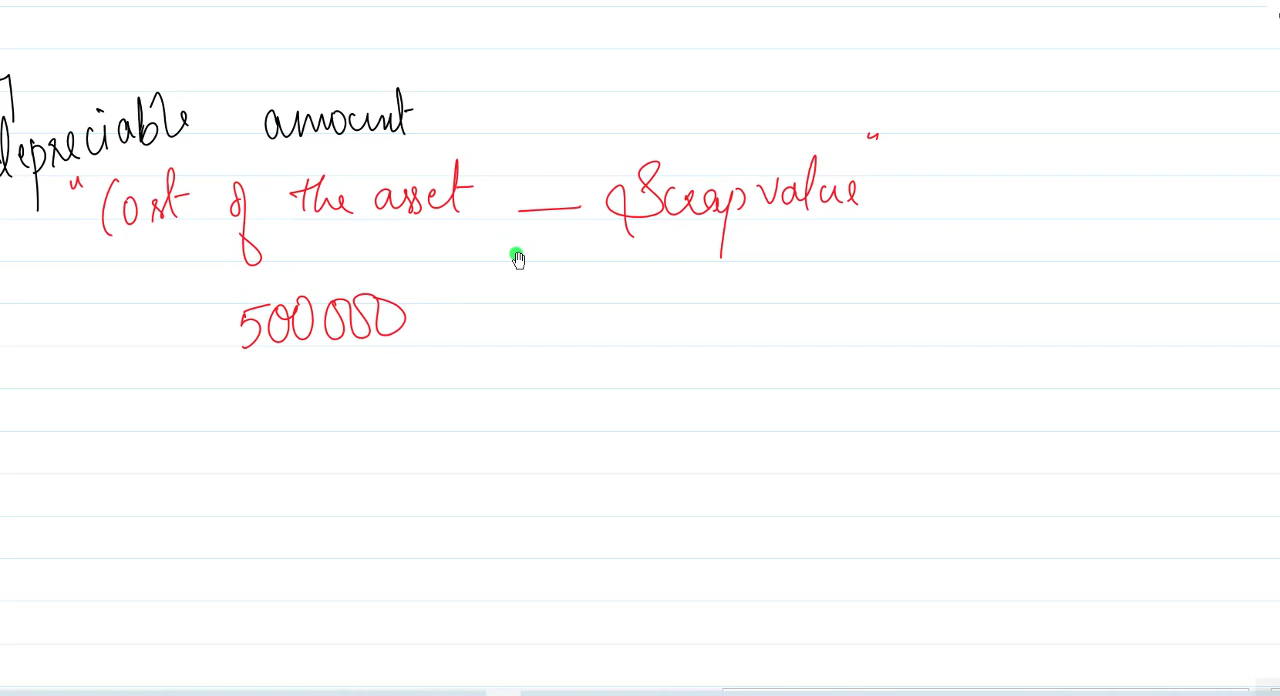 depreciable amount
"Cost of the asset — Scrap value"
500000